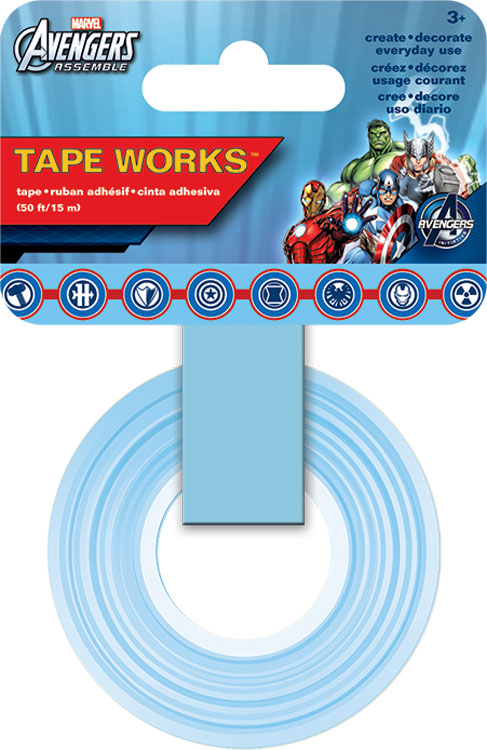 MARVEL
AVENGERS
ASSEMBLE
3+
create • decorate
everyday use
créez • décorez
usage courant
cree • decore
uso diario
TAPE WORKS™
tape • ruban adhésif • cinta adhesiva
(50 ft/15 m)
AVENGERS
INITIATIVE